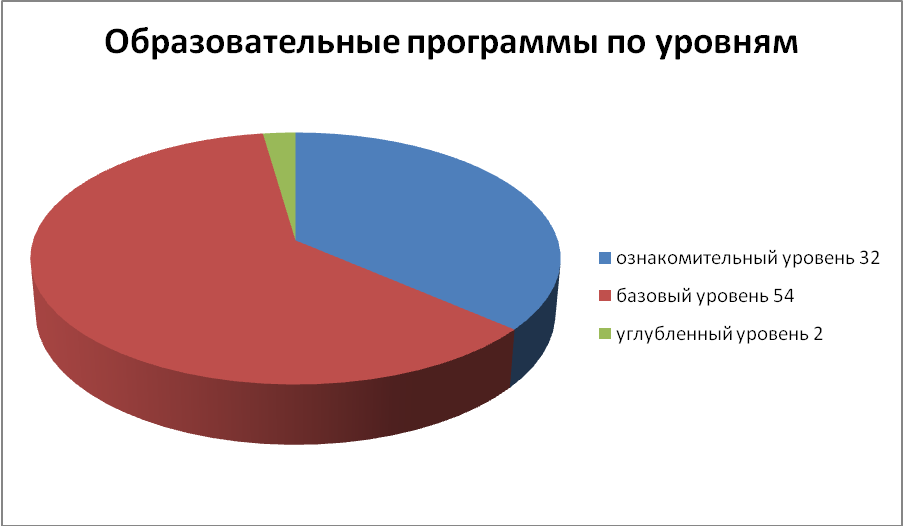 Образовательные программы по уровням
ознакомительный уровень 32
базовый уровень 54
углубленный уровень 2